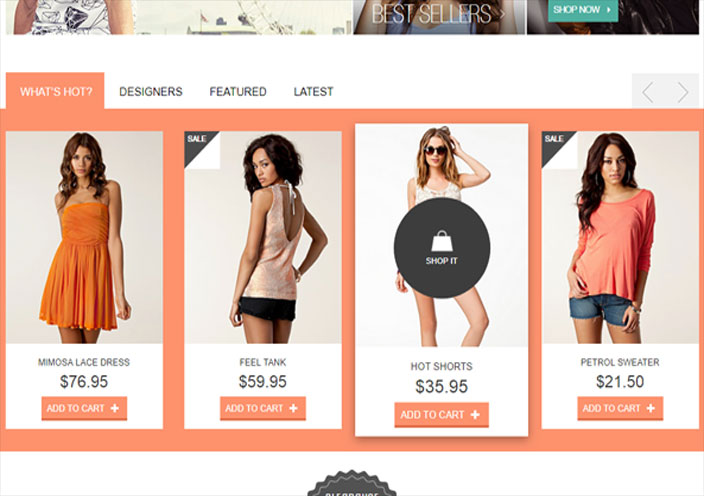 BEST SELLERS
SHOP NOW
WHAT'S HOT?
DESIGNERS
FEATURED
LATEST
SALE
SALE
SHOP IT
MIMOSA LACE DRESS
$76.95
ADD TO CART +
FEEL TANK
$59.95
ADD TO CART +
HOT SHORTS
$35.95
ADD TO CART +
PETROL SWEATER
$21.50
ADD TO CART +